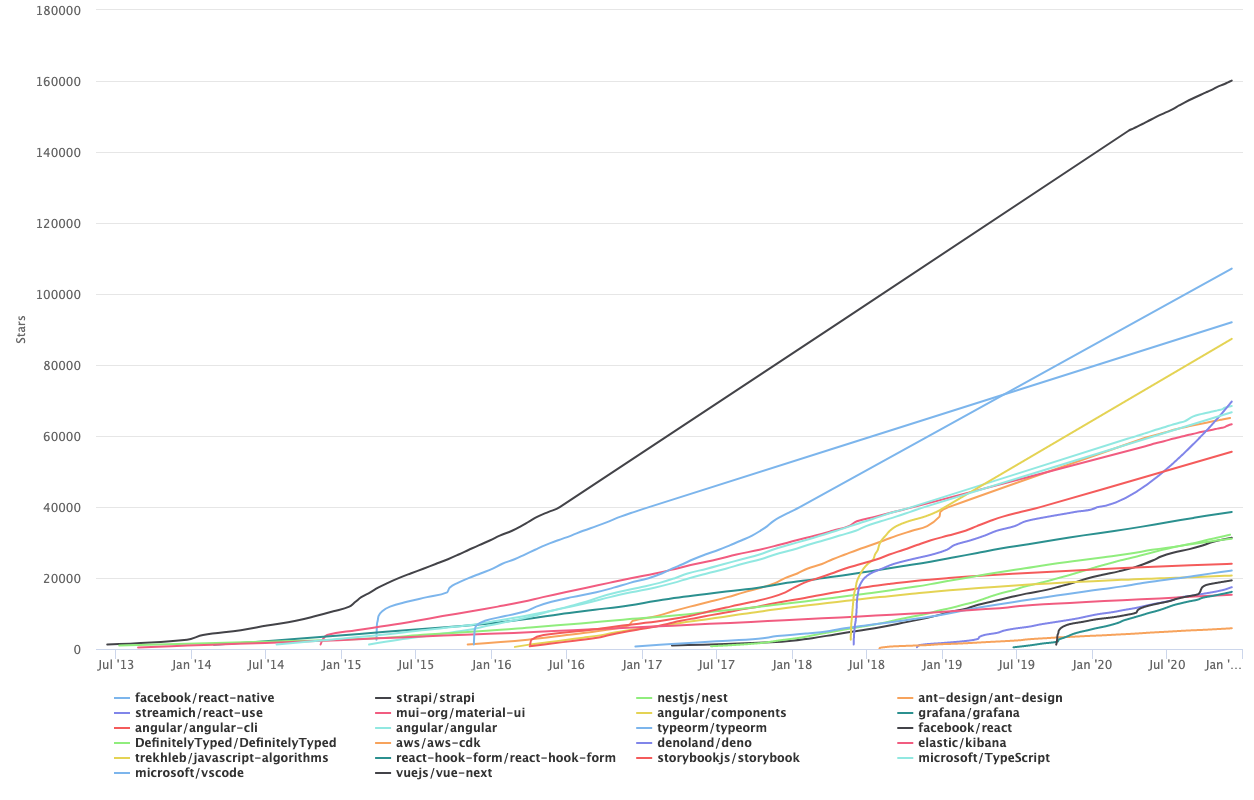 180000
160000
140000
120000
100000
80000
60000
40000
20000
0
Stars
Jul '13 Jan '14 Jul '14 Jan '15 Jul '15 Jan '16 Jul '16 Jan '17 Jul '17 Jan '18 Jul '18 Jan '19 Jul '19 Jan '20 Jul '20 Jan '...
facebook/react-native strapi/strapi nestjs/nest ant-design/ant-design
streamich/react-use mui-org/material-ui angular/components grafana/grafana
angular/angular-cli angular/angular typeorm/typeorm facebook/react
DefinitelyTyped/DefinitelyTyped aws/aws-cdk denoland/deno elastic/kibana
trekhleb/javascript-algorithms react-hook-form/react-hook-form storybookjs/storybook microsoft/TypeScript
microsoft/vscode vuejs/vue-next